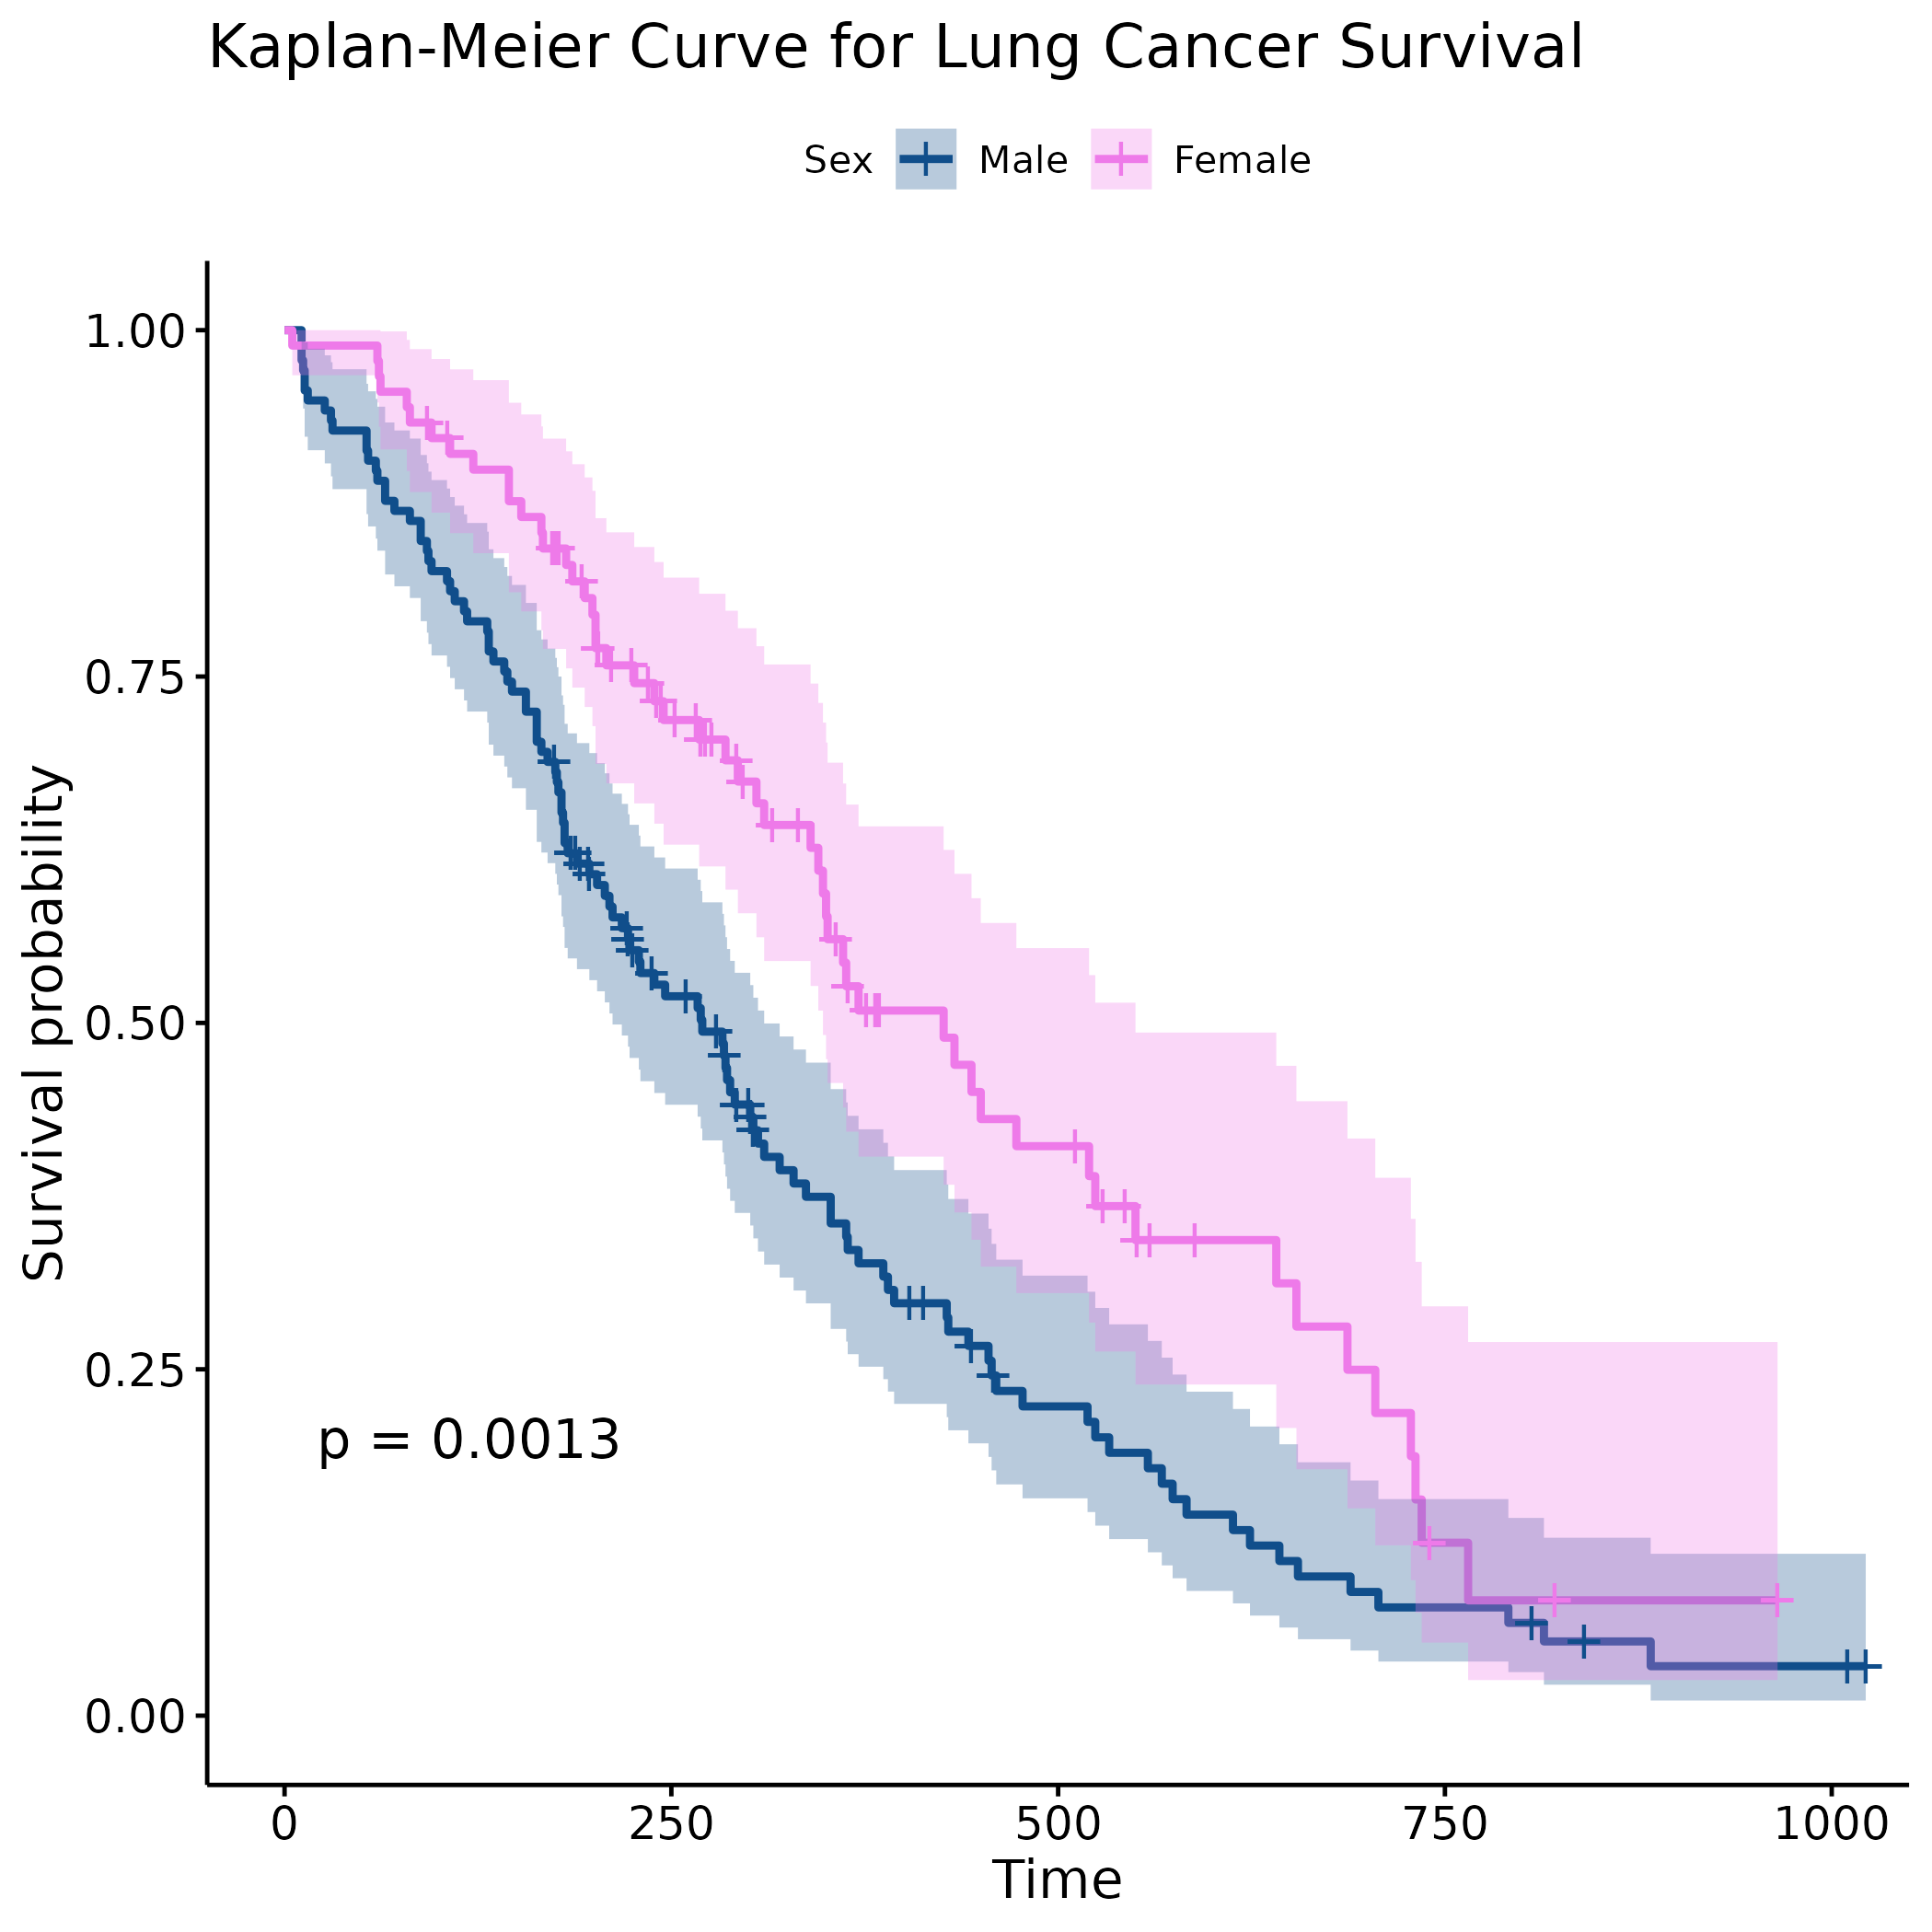 Kaplan-Meier Curve for Lung Cancer Survival
Sex Male Female
Survival probability
1.00
0.75
0.50
0.25
0.00
p = 0.0013
0 250 500 750 1000
Time